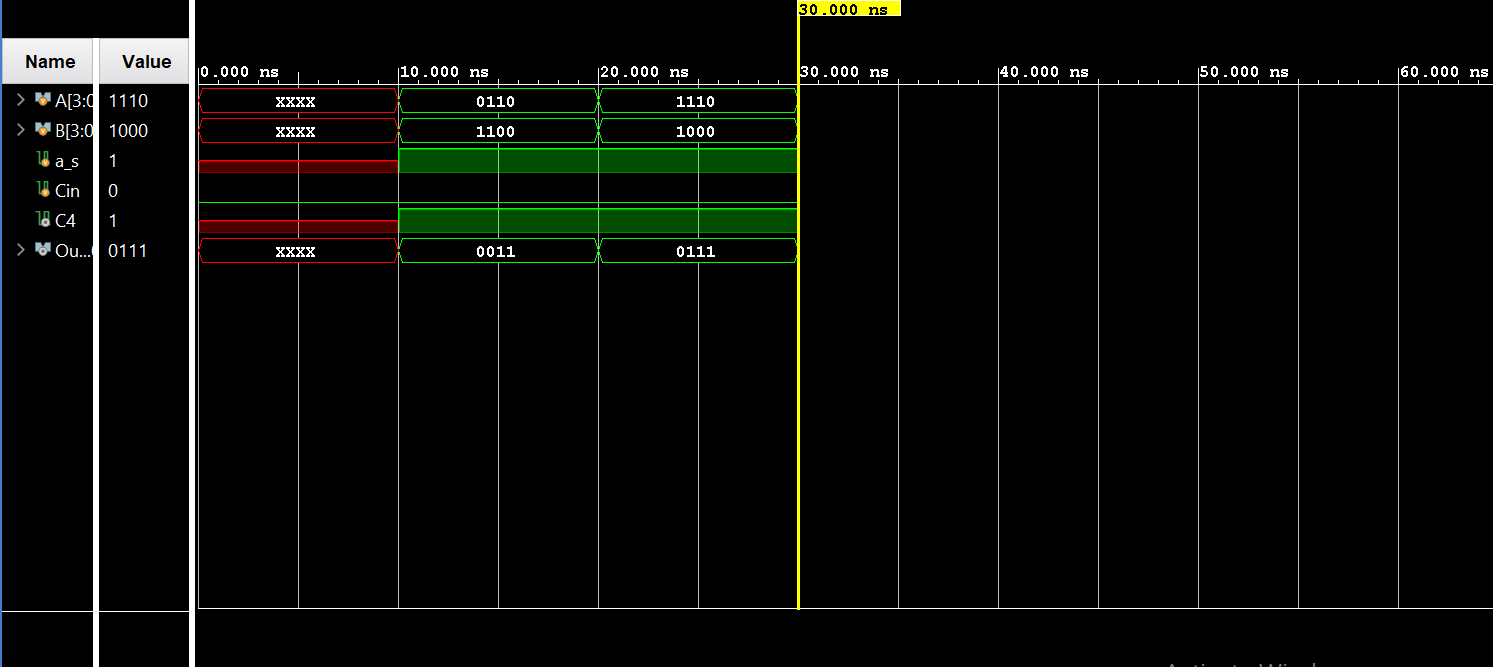 30.000 ns
Name Value 0.000 ns 10.000 ns 20.000 ns 30.000 ns 40.000 ns 50.000 ns 60.000 ns
A[3:0 1110 XXXX 0110 1110
B[3:0 1000 XXXX 1100 1000
a_s 1
Cin 0
C4 1
Ou... 0111 XXXX 0011 0111